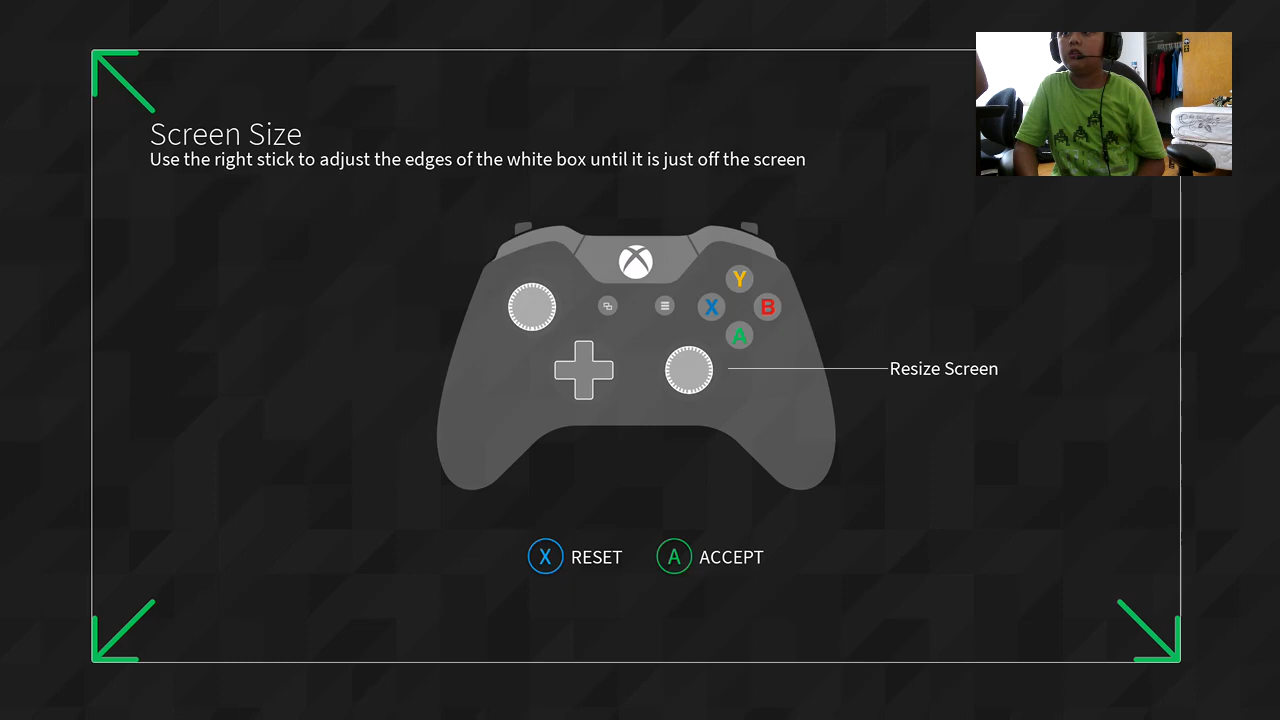 Screen Size
Use the right stick to adjust the edges of the white box until it is just off the screen
Y
X
B
A
Resize Screen
X RESET
A ACCEPT